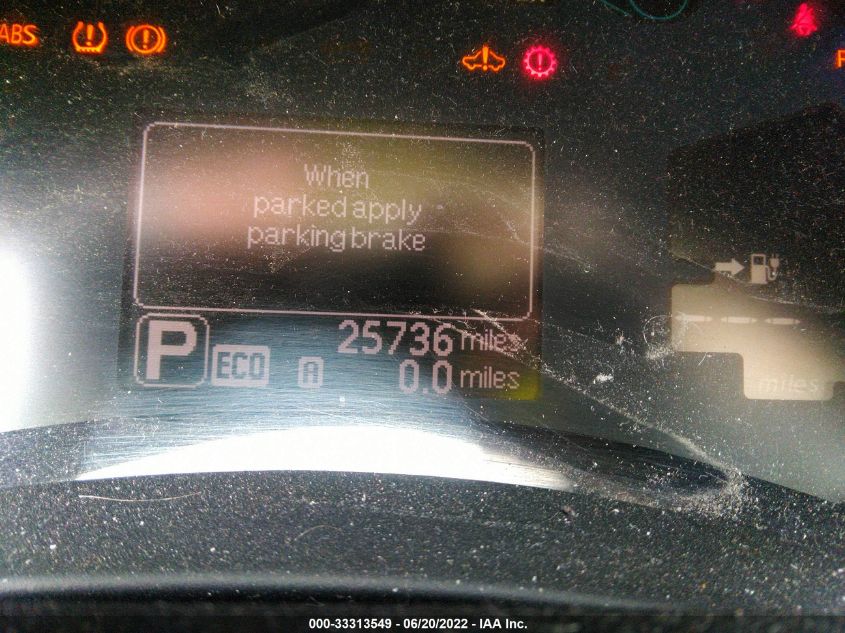 ABS
When
parked apply
parking brake
P
ECO
25736 miles
A 0.0 miles
miles
000-33313549 - 06/20/2022 - IAA Inc.